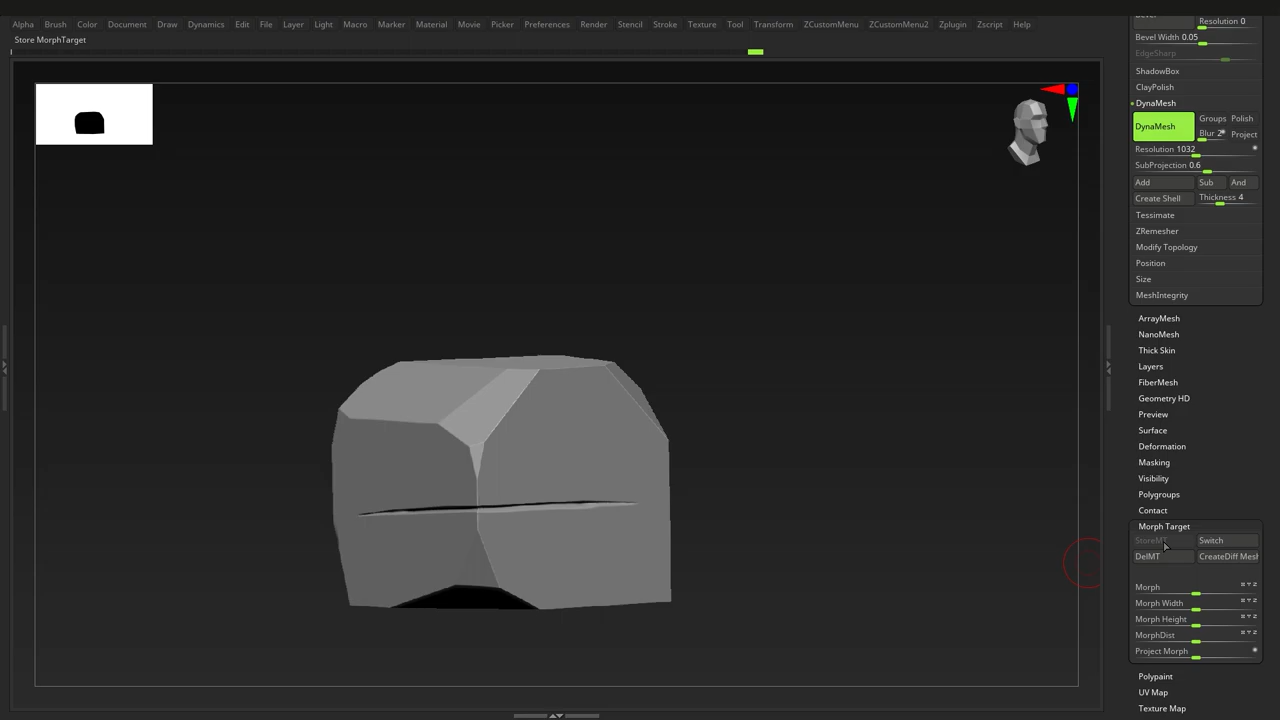 Alpha Brush Color Document Draw Dynamics Edit File Layer Light Macro Marker Material Movie Picker Preferences Render Stencil Stroke Texture Tool Transform ZCustomMenu ZCustomMenu2 Zplugin Zscript Help
Store MorphTarget
Resolution 0
Bevel Width 0.05
EdgeSharp
ShadowBox
ClayPolish
DynaMesh
DynaMesh Groups Polish
Blur 2 Project
Resolution 1032
SubProjection 0.6
Add Sub And
Create Shell Thickness 4
Tessimate
ZRemesher
Modify Topology
Position
Size
MeshIntegrity
ArrayMesh
NanoMesh
Thick Skin
Layers
FiberMesh
Geometry HD
Preview
Surface
Deformation
Masking
Visibility
Polygroups
Contact
Morph Target
StoreMT Switch
DelMT CreateDiff Mesh
Morph
Morph Width
Morph Height
MorphDist
Project Morph
Polypaint
UV Map
Texture Map